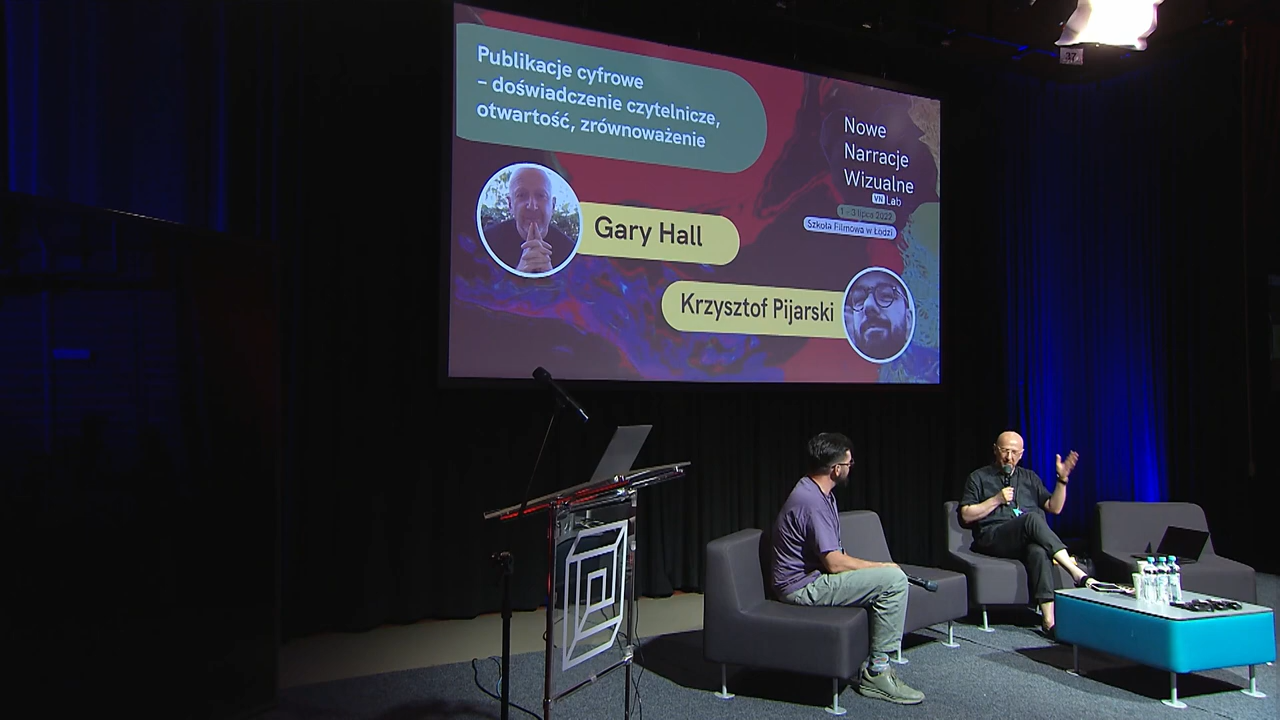 Publikacje cyfrowe
– doświadczenie czytelnicze,
otwartość, zrównoważenie
Nowe
Narracje
Wizualne
VN Lab
1 - 3 lipca 2022
Szkoła Filmowa w Łodzi
Gary Hall
Krzysztof Pijarski
37